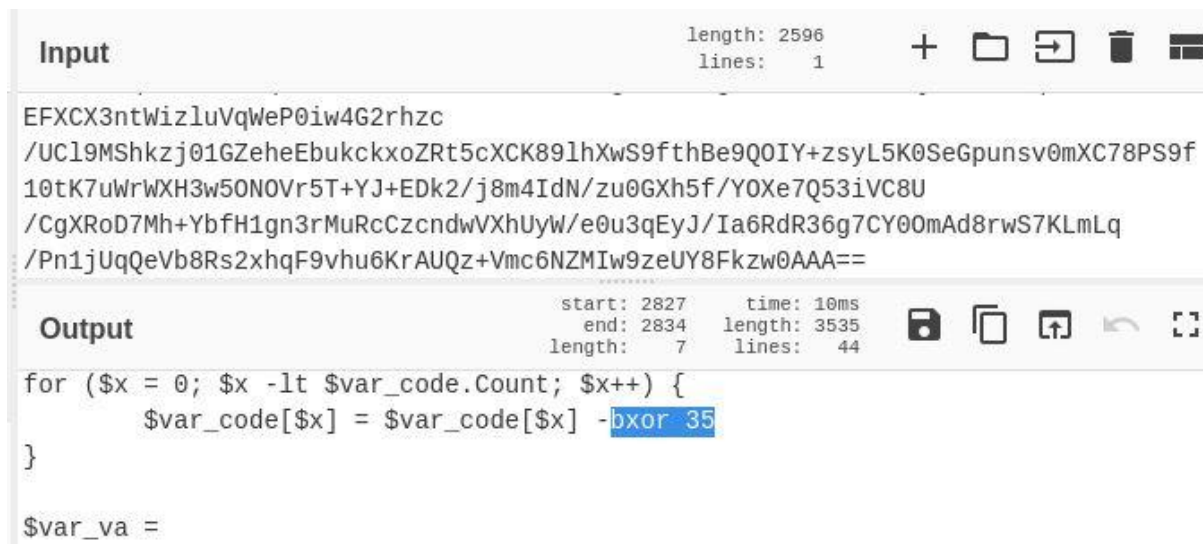 Input
length: 2596
lines: 1
EFXCX3ntWizluVqWeP0iw4G2rhzc
/UCl9MShkzj01GZeheEbukckxoZRt5cXCK89lhXwS9fthBe9QOIY+zsyL5K0SeGpunsv0mXC78PS9f
10tK7uWrWXH3w5ONOVr5T+YJ+EDk2/j8m4IdN/zu0GXh5f/YOXe7Q53iVC8U
/CgXRoD7Mh+YbfH1gn3rMuRcCzcndwVXhUyW/e0u3qEyJ/Ia6RdR36g7CY0OmAd8rwS7KLmLq
/Pn1jUqQeVb8Rs2xhqF9vhu6KrAUQz+Vmc6NZMIw9zeUY8Fkzw0AAA==
Output
start: 2827
end: 2834
length: 7
time: 10ms
length: 3535
lines: 44
for ($x = 0; $x -lt $var_code.Count; $x++) {
$var_code[$x] = $var_code[$x] -bxor 35
}
$var_va =